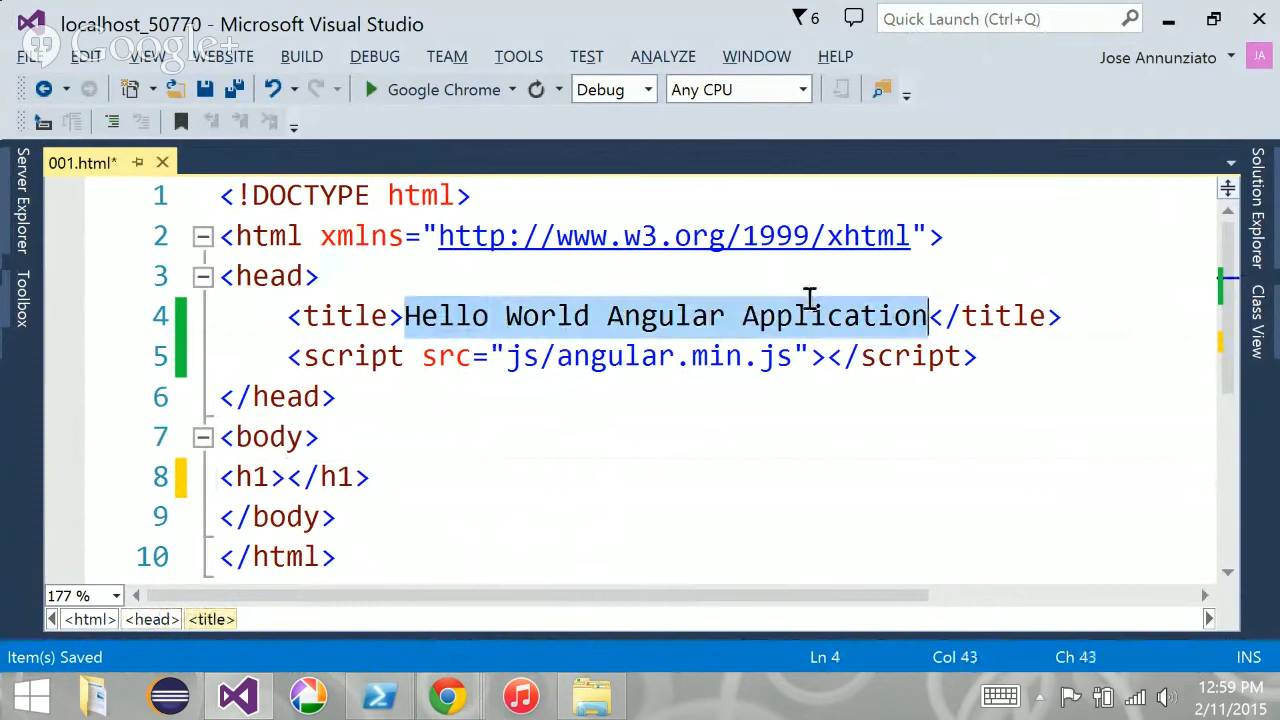 localhost_50770 - Microsoft Visual Studio
6
Quick Launch (Ctrl+Q)
Google+
FILE EDIT VIEW WEBSITE BUILD DEBUG TEAM TOOLS TEST ANALYZE WINDOW HELP
Jose Annunziato
JA
Google Chrome
Debug
Any CPU
001.html*
Server Explorer
Toolbox
Solution Explorer
Class View
1 <!DOCTYPE html>
2 <html xmlns="http://www.w3.org/1999/xhtml">
3 <head>
4 <title>Hello World Angular Application</title>
5 <script src="js/angular.min.js"></script>
6 </head>
7 <body>
8 <h1></h1>
9 </body>
10 </html>
177 %
<html> <head> <title>
Item(s) Saved
Ln 4
Col 43
Ch 43
INS
12:59 PM
2/11/2015